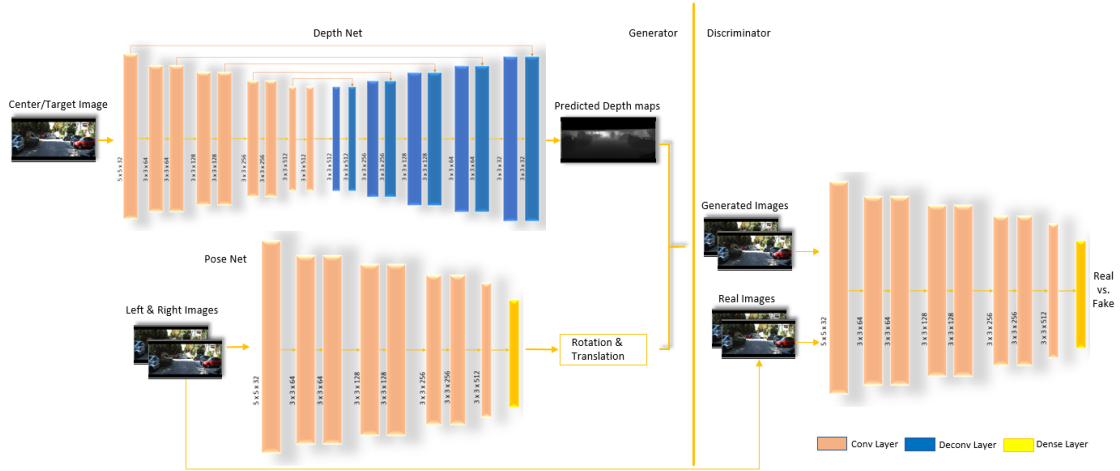 Depth Net
Generator
Discriminator
Center/Target Image
Predicted Depth maps
5 x 5 x 32
3 x 3 x 64
3 x 3 x 64
3 x 3 x 128
3 x 3 x 128
3 x 3 x 256
3 x 3 x 256
3 x 3 x 512
3 x 3 x 512
3 x 3 x 512
3 x 3 x 512
3 x 3 x 256
3 x 3 x 256
3 x 3 x 128
3 x 3 x 128
3 x 3 x 64
3 x 3 x 64
3 x 3 x 32
3 x 3 x 32
Pose Net
Left & Right Images
5 x 5 x 32
3 x 3 x 64
3 x 3 x 64
3 x 3 x 128
3 x 3 x 128
3 x 3 x 256
3 x 3 x 256
3 x 3 x 512
Rotation &
Translation
Generated Images
Real Images
5 x 5 x 32
3 x 3 x 64
3 x 3 x 64
3 x 3 x 128
3 x 3 x 128
3 x 3 x 256
3 x 3 x 256
3 x 3 x 512
Real
vs.
Fake
Conv Layer
Deconv Layer
Dense Layer